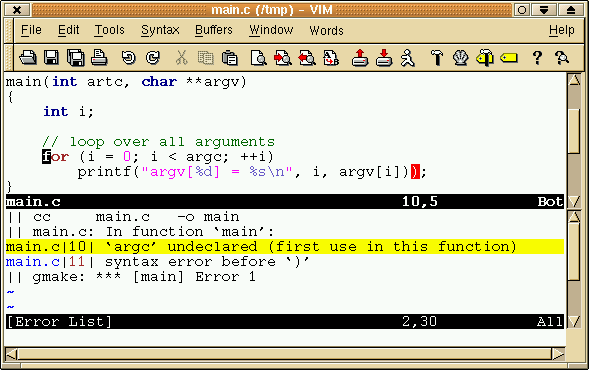 main.c (/tmp) - VIM
File Edit Tools Syntax Buffers Window Words Help
main(int artc, char **argv)
{
    int i;
    // loop over all arguments
    for (i = 0; i < argc; ++i)
        printf("argv[%d] = %s\n", i, argv[i]));
}
main.c 10,5 Bot
|| cc     main.c   -o main
|| main.c: In function `main':
main.c|10| `argc' undeclared (first use in this function)
main.c|11| syntax error before `)'
|| gmake: *** [main] Error 1
~
~
[Error List] 2,30 All